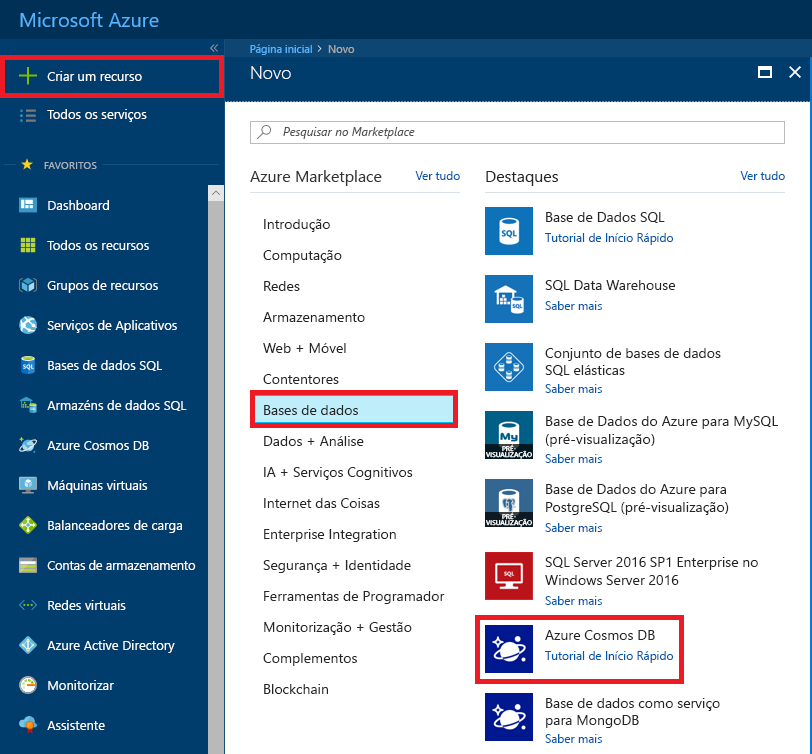 Microsoft Azure
Criar um recurso
Todos os serviços
FAVORITOS
Dashboard
Todos os recursos
Grupos de recursos
Serviços de Aplicativos
Bases de dados SQL
Armazéns de dados SQL
Azure Cosmos DB
Máquinas virtuais
Balanceadores de carga
Contas de armazenamento
Redes virtuais
Azure Active Directory
Monitorizar
Assistente
Página inicial > Novo
Novo
Pesquisar no Marketplace
Azure Marketplace
Ver tudo
Introdução
Computação
Redes
Armazenamento
Web + Móvel
Contentores
Bases de dados
Dados + Análise
IA + Serviços Cognitivos
Internet das Coisas
Enterprise Integration
Segurança + Identidade
Ferramentas de Programador
Monitorização + Gestão
Complementos
Blockchain
Destaques
Ver tudo
SQL
Base de Dados SQL
Tutorial de Início Rápido
SQL
SQL Data Warehouse
Saber mais
Conjunto de bases de dados
SQL elásticas
Saber mais
My
PRÉ-
VISUALIZAÇÃO
Base de Dados do Azure para MySQL
(pré-visualização)
Saber mais
PRÉ-
VISUALIZAÇÃO
Base de Dados do Azure para
PostgreSQL (pré-visualização)
Saber mais
SQL
SQL Server 2016 SP1 Enterprise no
Windows Server 2016
Saber mais
Azure Cosmos DB
Tutorial de Início Rápido
Base de dados como serviço
para MongoDB
Saber mais